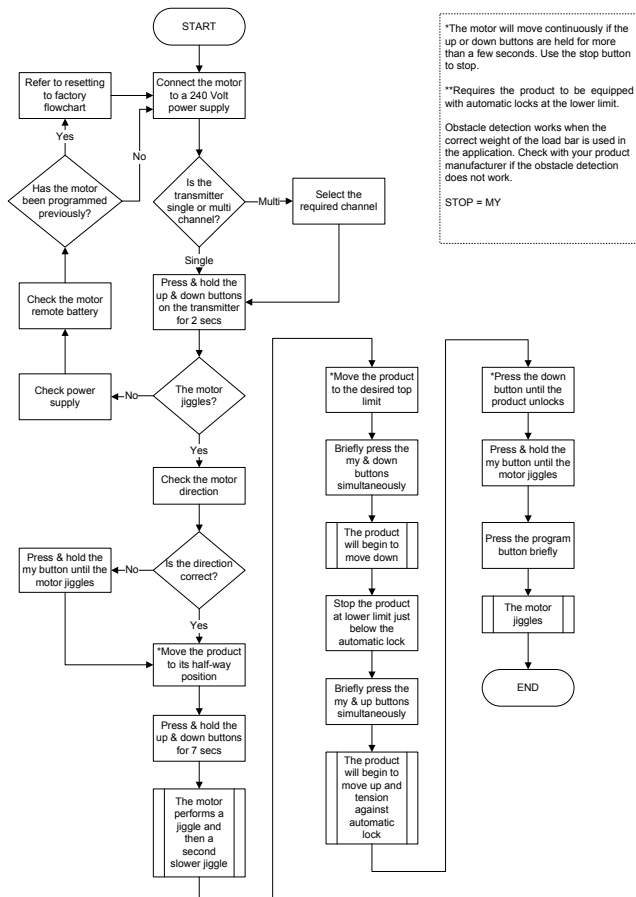 START
Connect the motor
to a 240 Volt
power supply
Refer to resetting to
factory
flowchart
Yes
No
Has the motor
been programmed
previously?
Is the
transmitter
single or multi
channel?
Multi
Select the
required channel
Single
Press & hold the
up & down buttons
on the transmitter
for 2 secs
Check the motor
remote battery
Check power
supply
No
The motor
jiggles?
Yes
Check the motor
direction
Press & hold the
my button until the
motor jiggles
No
Is the direction
correct?
Yes
*Move the product
to its half-way
position
Press & hold the
up & down buttons
for 7 secs
The motor
performs a
jiggle and
then a
second
slower jiggle
*Move the product
to the desired top
limit
Briefly press the
my & down
buttons
simultaneously
The product
will begin to
move down
Stop the product
at lower limit just
below the
automatic lock
Briefly press the
my & up buttons
simultaneously
The product
will begin to
move up and
tension
against
automatic
lock
*Press the down
button until the
product unlocks
Press & hold the
my button until the
motor jiggles
Press the program
button briefly
The motor
jiggles
END
*The motor will move continuously if the
up or down buttons are held for more
than a few seconds. Use the stop button
to stop.
**Requires the product to be equipped
with automatic locks at the lower limit.
Obstacle detection works when the
correct weight of the load bar is used in
the application. Check with your product
manufacturer if the obstacle detection
does not work.
STOP = MY